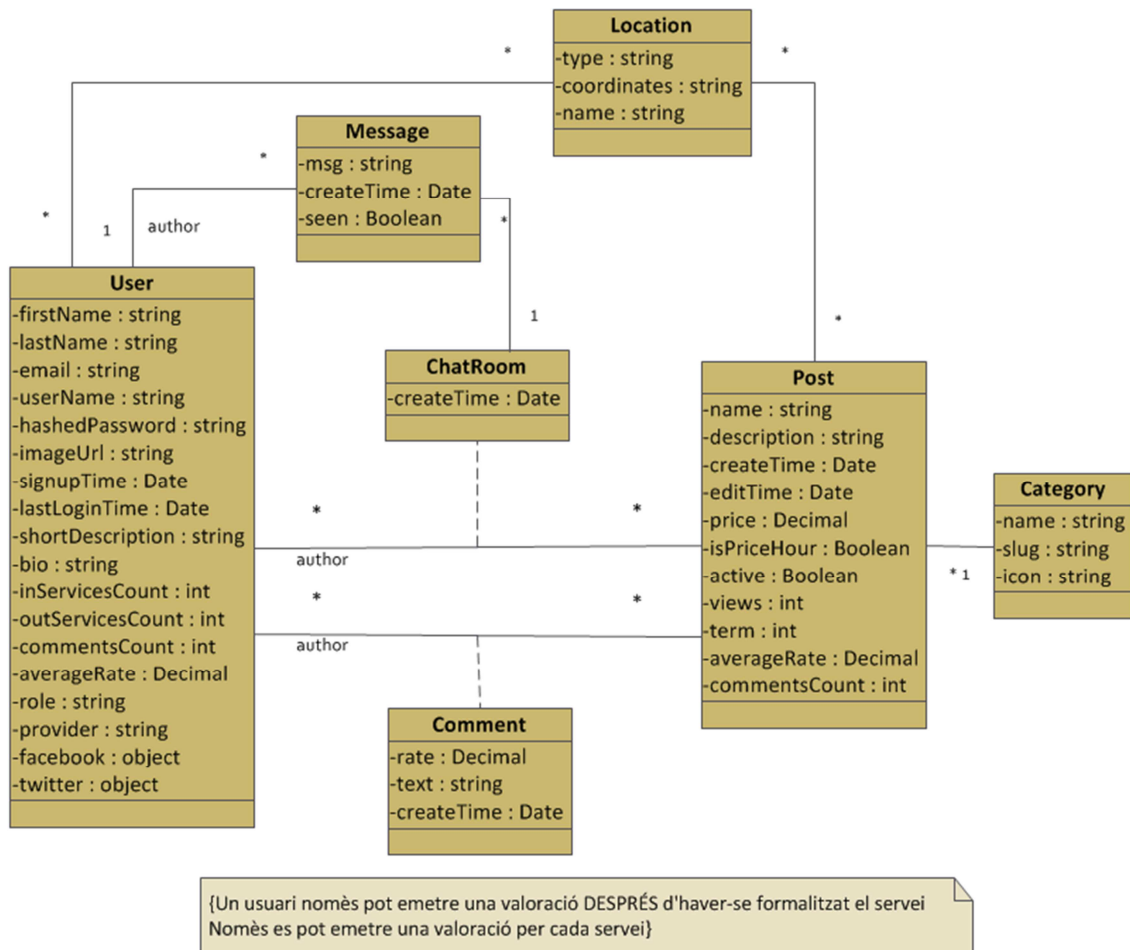 Location
-type : string
-coordinates : string
-name : string
*
*
Message
-msg : string
-createTime : Date
-seen : Boolean
*
*
*
1
author
User
-firstName : string
-lastName : string
-email : string
-userName : string
-hashedPassword : string
-imageUrl : string
-signupTime : Date
-lastLoginTime : Date
-shortDescription : string
-bio : string
-inServicesCount : int
-outServicesCount : int
-commentsCount : int
-averageRate : Decimal
-role : string
-provider : string
-facebook : object
-twitter : object
1
*
ChatRoom
-createTime : Date
Post
-name : string
-description : string
-createTime : Date
-editTime : Date
-price : Decimal
-isPriceHour : Boolean
-active : Boolean
-views : int
-term : int
-averageRate : Decimal
-commentsCount : int
Category
-name : string
-slug : string
-icon : string
* 1
*
*
author
*
*
author
Comment
-rate : Decimal
-text : string
-createTime : Date
{Un usuari nomès pot emetre una valoració DESPRÉS d'haver-se formalitzat el servei
Nomès es pot emetre una valoració per cada servei}